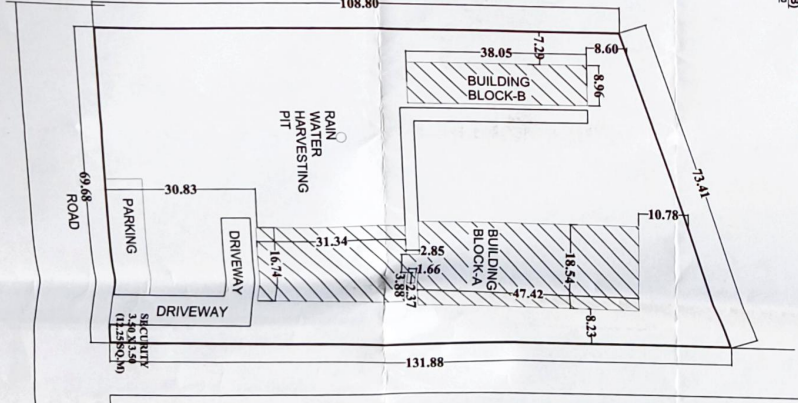 108.80
7.29
38.05
8.60
BUILDING
BLOCK-B
8.96
RAIN
WATER
HARVESTING
PIT
73.41
69.68
ROAD
30.83
PARKING
10.78
DRIVEWAY
31.34
16.74
2.85
1.66
3.88
2.37
BUILDING
BLOCK-A
18.54
47.42
DRIVEWAY
8.23
SECURITY
3.50 X 3.50
(12.25 SQ.M)
131.88